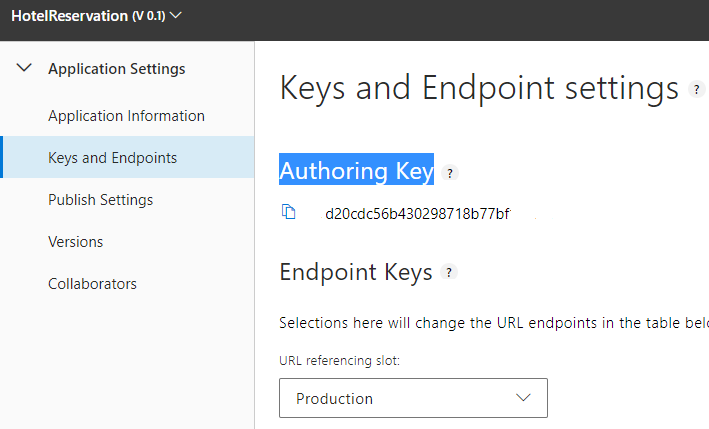 HotelReservation (V 0.1)
Application Settings
Application Information
Keys and Endpoints
Publish Settings
Versions
Collaborators
Keys and Endpoint settings ?
Authoring Key ?
d20cdc56b430298718b77bf
Endpoint Keys ?
Selections here will change the URL endpoints in the table belo
URL referencing slot:
Production